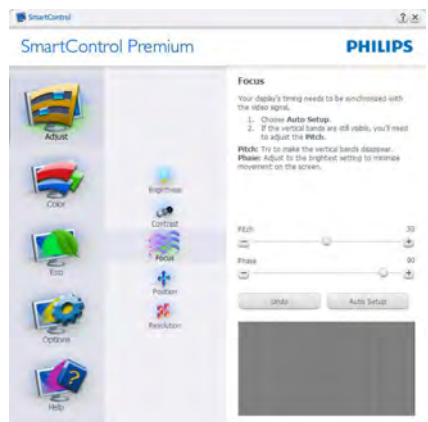 SmartControl
? x
SmartControl Premium
PHILIPS
Adjust
Color
Eco
Options
Help
Brightness
Contrast
Focus
Position
Resolution
Focus
Your display's timing needs to be synchronized with
the video signal.
1. Choose Auto Setup.
2. If the vertical bands are still visible, you'll need
to adjust the Pitch.
Pitch: Try to make the vertical bands disappear.
Phase: Adjust to the brightest setting to minimize
movement on the screen.
Pitch 50
Phase 90
Undo Auto Setup